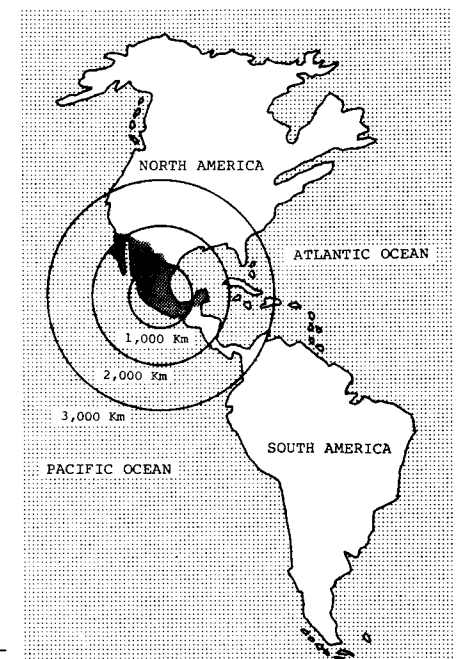 NORTH AMERICA
ATLANTIC OCEAN
1,000 Km
2,000 Km
3,000 Km
SOUTH AMERICA
PACIFIC OCEAN